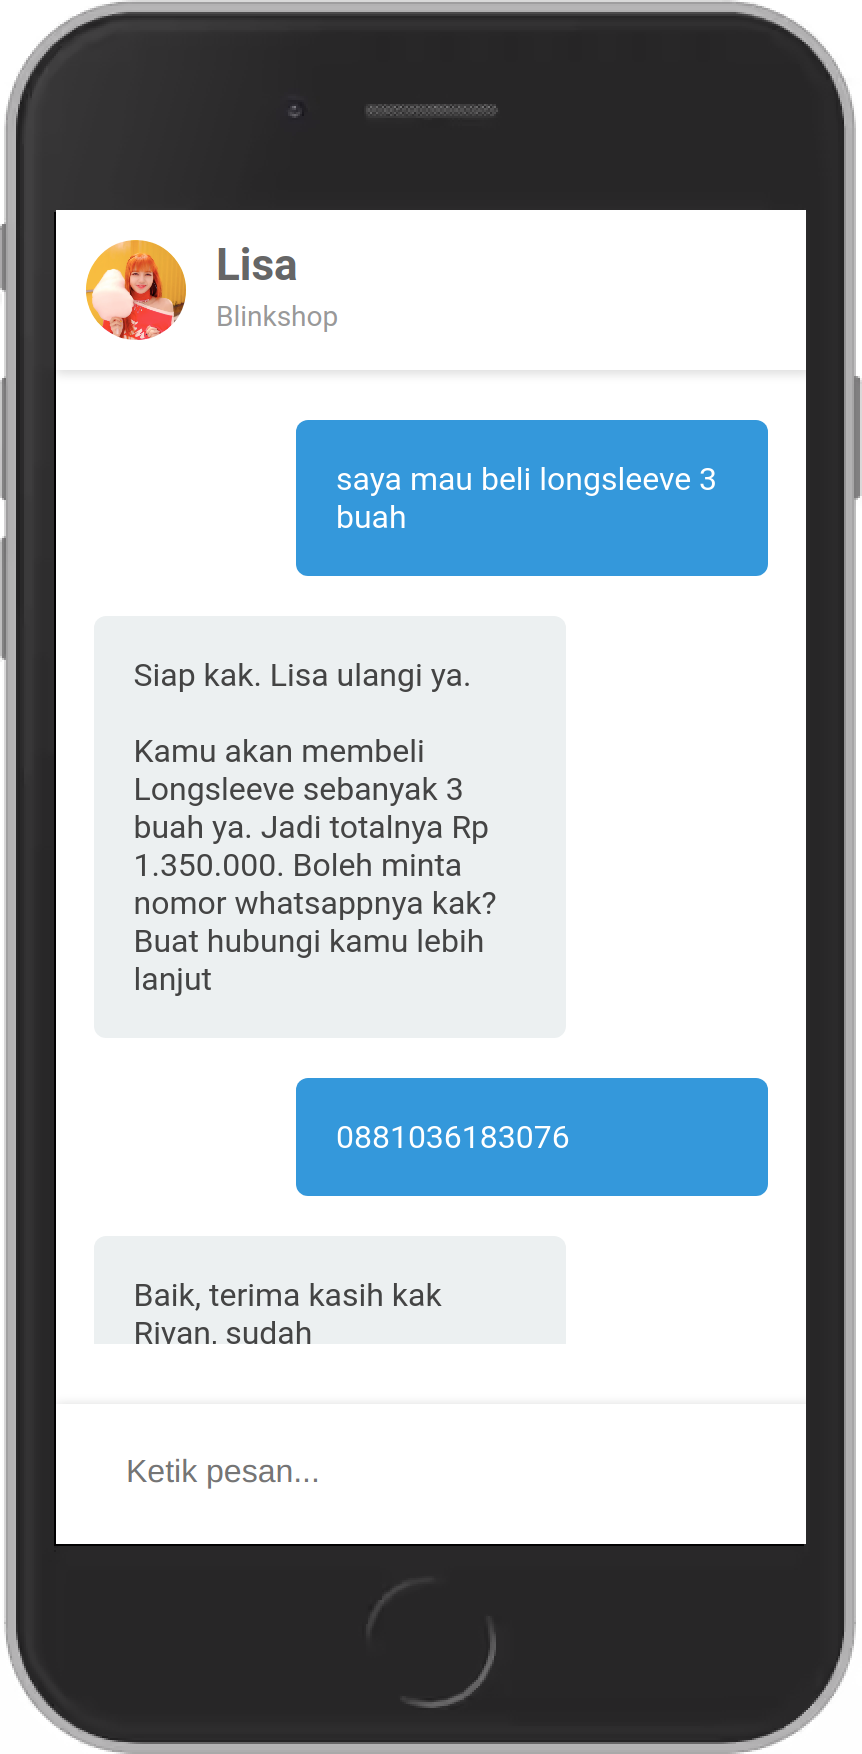 Lisa
Blinkshop
saya mau beli longsleeve 3
buah
Siap kak. Lisa ulangi ya.
Kamu akan membeli
Longsleeve sebanyak 3
buah ya. Jadi totalnya Rp
1.350.000. Boleh minta
nomor whatsappnya kak?
Buat hubungi kamu lebih
lanjut
0881036183076
Baik, terima kasih kak
Rivan, sudah
Ketik pesan...